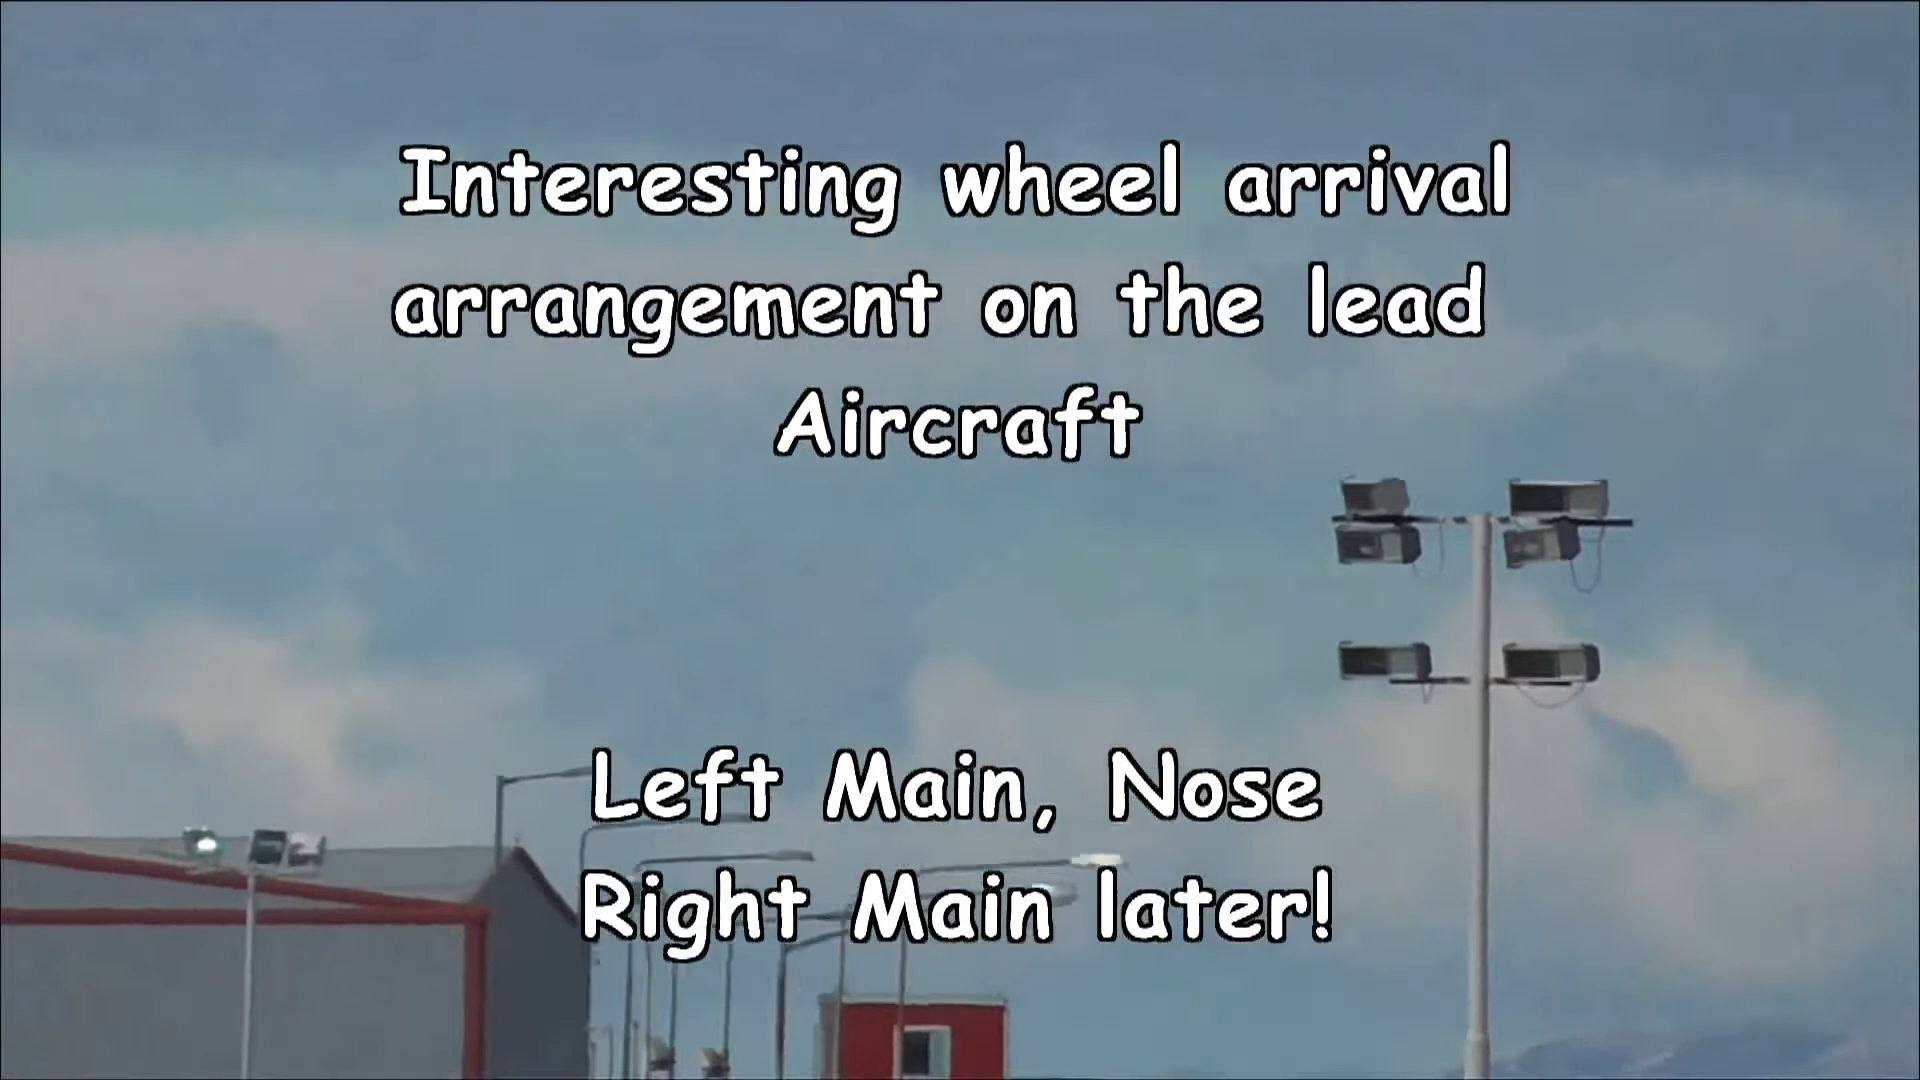 Interesting wheel arrival
arrangement on the lead
Aircraft
Left Main, Nose
Right Main later!